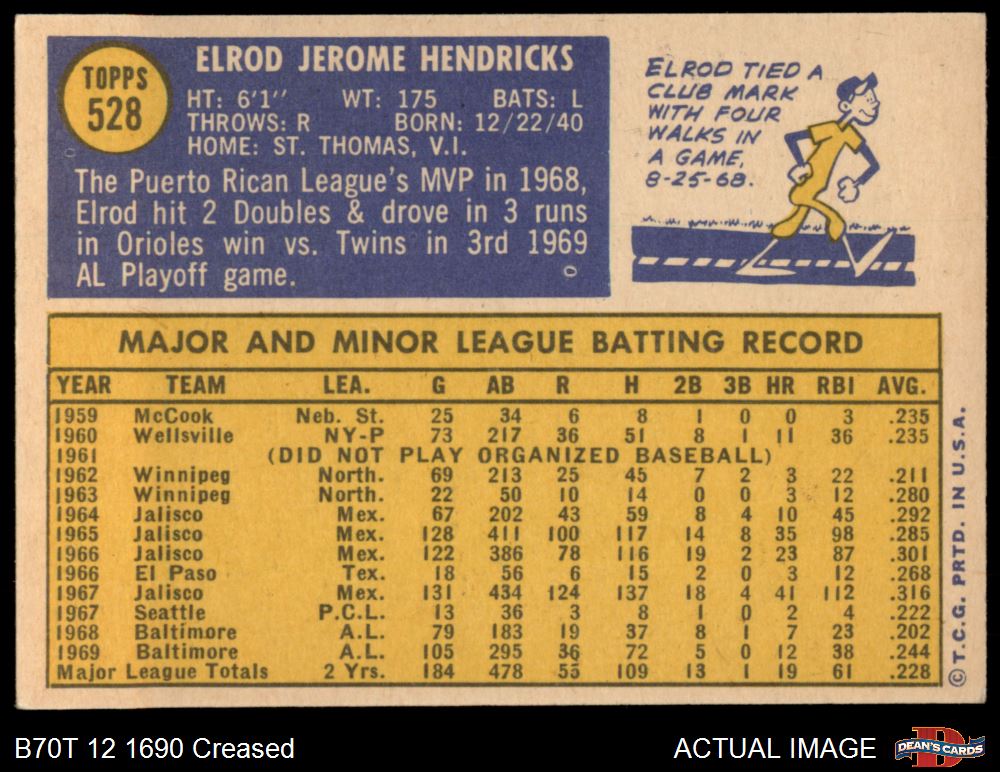 TOPPS
528
ELROD JEROME HENDRICKS
HT: 6'1" WT: 175 BATS: L
THROWS: R BORN: 12/22/40
HOME: ST. THOMAS, V.I.
The Puerto Rican League's MVP in 1968,
Elrod hit 2 Doubles & drove in 3 runs
in Orioles win vs. Twins in 3rd 1969
AL Playoff game.
ELROD TIED A
CLUB MARK
WITH FOUR
WALKS IN
A GAME,
8-25-68.
MAJOR AND MINOR LEAGUE BATTING RECORD
YEAR TEAM LEA. G AB R H 2B 3B HR RBI AVG.
1959 McCook Neb. St. 25 34 6 8 1 0 0 3 .235
1960 Wellsville NY-P 73 217 36 51 8 1 11 36 .235
1961 (DID NOT PLAY ORGANIZED BASEBALL)
1962 Winnipeg North. 69 213 25 45 7 2 3 22 .211
1963 Winnipeg North. 22 50 10 14 0 0 3 12 .280
1964 Jalisco Mex. 67 202 43 59 8 4 10 45 .292
1965 Jalisco Mex. 128 411 100 117 14 8 35 98 .285
1966 Jalisco Mex. 122 386 78 116 19 2 23 87 .301
1966 El Paso Tex. 18 56 6 15 2 0 3 12 .268
1967 Jalisco Mex. 131 434 124 137 18 4 41 112 .316
1967 Seattle P.C.L. 13 36 3 8 1 0 2 4 .222
1968 Baltimore A.L. 79 183 19 37 8 1 7 23 .202
1969 Baltimore A.L. 105 295 36 72 5 0 12 38 .244
Major League Totals 2 Yrs. 184 478 55 109 13 1 19 61 .228
©T.C.G. PRTD. IN U.S.A.
B70T 12 1690 Creased
ACTUAL IMAGE
DEAN'S CARDS